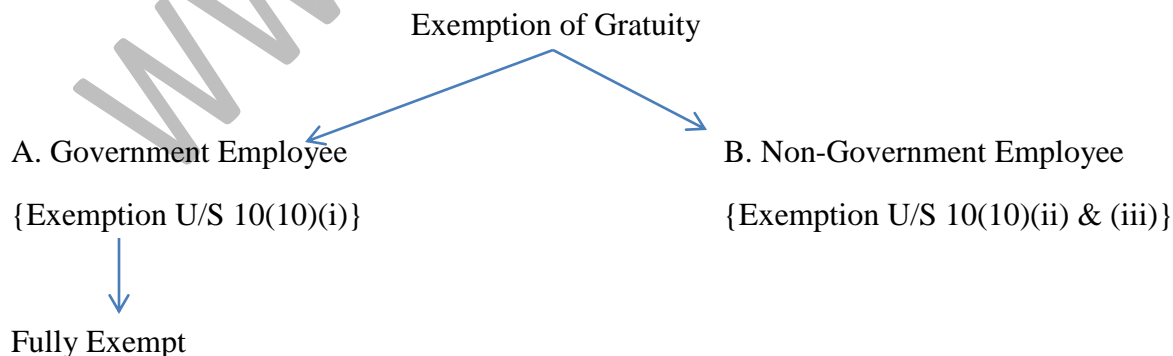 Exemption of Gratuity
A. Government Employee
B. Non-Government Employee
{Exemption U/S 10(10)(i)}
{Exemption U/S 10(10)(ii) & (iii)}
Fully Exempt